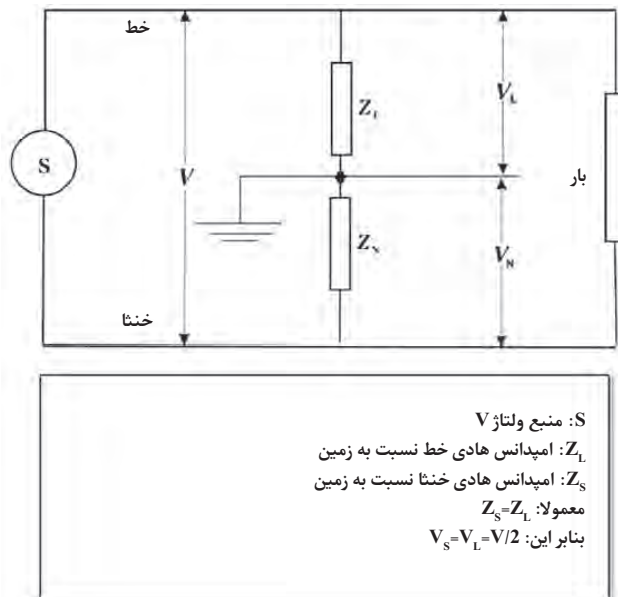 خط
Z_L
V_L
S
V
بار
Z_N
V_N
خنثا
S: منبع ولتاژ V
Z_L: امپدانس هادی خط نسبت به زمین
Z_S: امپدانس هادی خنثا نسبت به زمین
معمولا: Z_S=Z_L
بنابر این: V_S=V_L=V/2